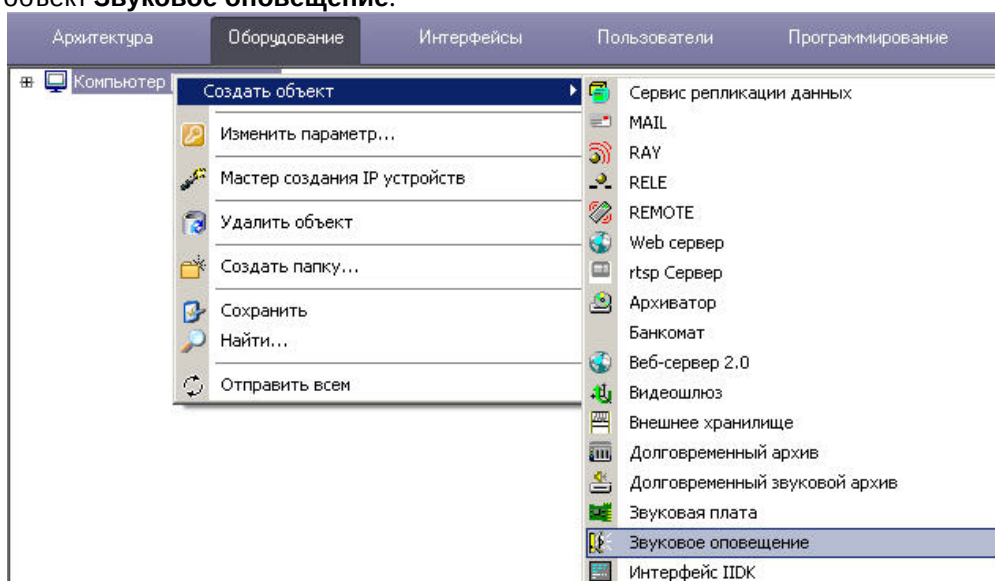 объект Звуковое оповещение.
Архитектура Оборудование Интерфейсы Пользователи Программирование
Компьютер
Создать объект
Изменить параметр...
Мастер создания IP устройств
Удалить объект
Создать папку...
Сохранить
Найти...
Отправить всем
Сервис репликации данных
MAIL
RAY
RELE
REMOTE
Web сервер
rtsp Сервер
Архиватор
Банкомат
Веб-сервер 2.0
Видеошлюз
Внешнее хранилище
Долговременный архив
Долговременный звуковой архив
Звуковая плата
Звуковое оповещение
Интерфейс IIDK